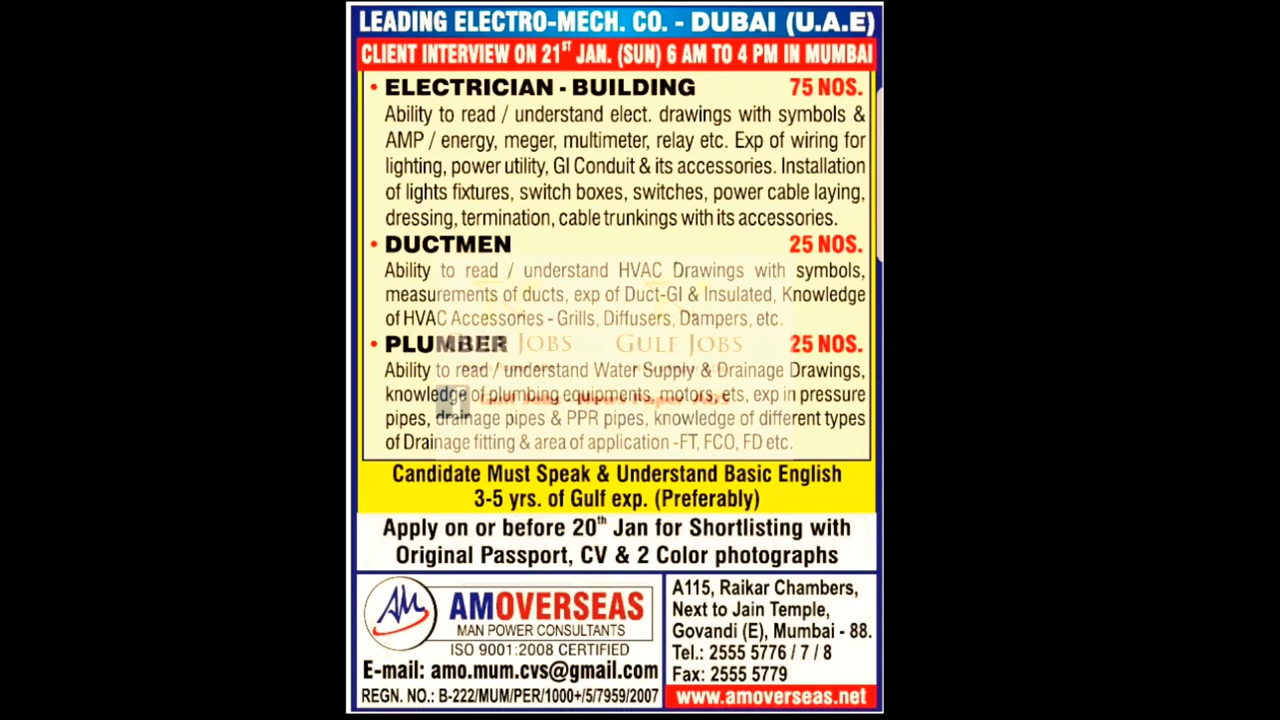 LEADING ELECTRO-MECH. CO. - DUBAI (U.A.E)
CLIENT INTERVIEW ON 21ST JAN. (SUN) 6 AM TO 4 PM IN MUMBAI
• ELECTRICIAN - BUILDING 75 NOS.
Ability to read / understand elect. drawings with symbols &
AMP / energy, meger, multimeter, relay etc. Exp of wiring for
lighting, power utility, GI Conduit & its accessories. Installation
of lights fixtures, switch boxes, switches, power cable laying,
dressing, termination, cable trunkings with its accessories.
• DUCTMEN 25 NOS.
Ability to read / understand HVAC Drawings with symbols,
measurements of ducts, exp of Duct-GI & Insulated, Knowledge
of HVAC Accessories - Grills, Diffusers, Dampers, etc.
• PLUMBER 25 NOS.
JOBS GULF JOBS
Ability to read / understand Water Supply & Drainage Drawings,
knowledge of plumbing equipments, motors, ets, exp in pressure
pipes, drainage pipes & PPR pipes, knowledge of different types
of Drainage fitting & area of application -FT, FCO, FD etc.
Candidate Must Speak & Understand Basic English
3-5 yrs. of Gulf exp. (Preferably)
Apply on or before 20th Jan for Shortlisting with
Original Passport, CV & 2 Color photographs
AM
AMOVERSEAS
MAN POWER CONSULTANTS
ISO 9001:2008 CERTIFIED
E-mail: amo.mum.cvs@gmail.com
REGN. NO.: B-222/MUM/PER/1000+/5/7959/2007
A115, Raikar Chambers,
Next to Jain Temple,
Govandi (E), Mumbai - 88.
Tel.: 2555 5776 / 7 / 8
Fax: 2555 5779
www.amoverseas.net